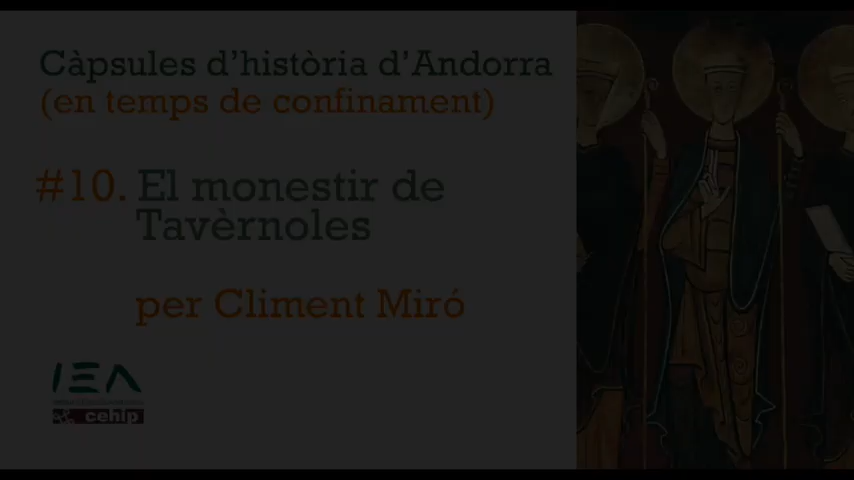 Càpsules d'història d'Andorra
(en temps de confinament)
#10. El monestir de
Tavèrnoles
per Climent Miró
IEA
cehip